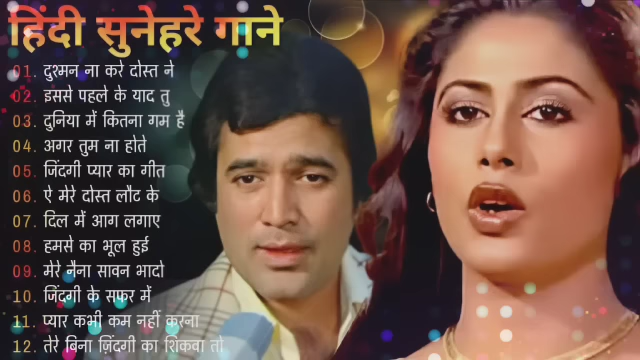 हिंदी सुनेहरे गाने
01. दुश्मन ना करे दोस्त ने
02. इससे पहले के याद तु
03. दुनिया में कितना गम है
04. अगर तुम ना होते
05. जिंदगी प्यार का गीत
06. ऐ मेरे दोस्त लौट के
07. दिल में आग लगाए
08. हमसे का भूल हुई
09. मेरे नैना सावन भादो
10. जिंदगी के सफर में
11. प्यार कभी कम नहीं करना
12. तेरे बिना ज़िंदगी का शिकवा तो